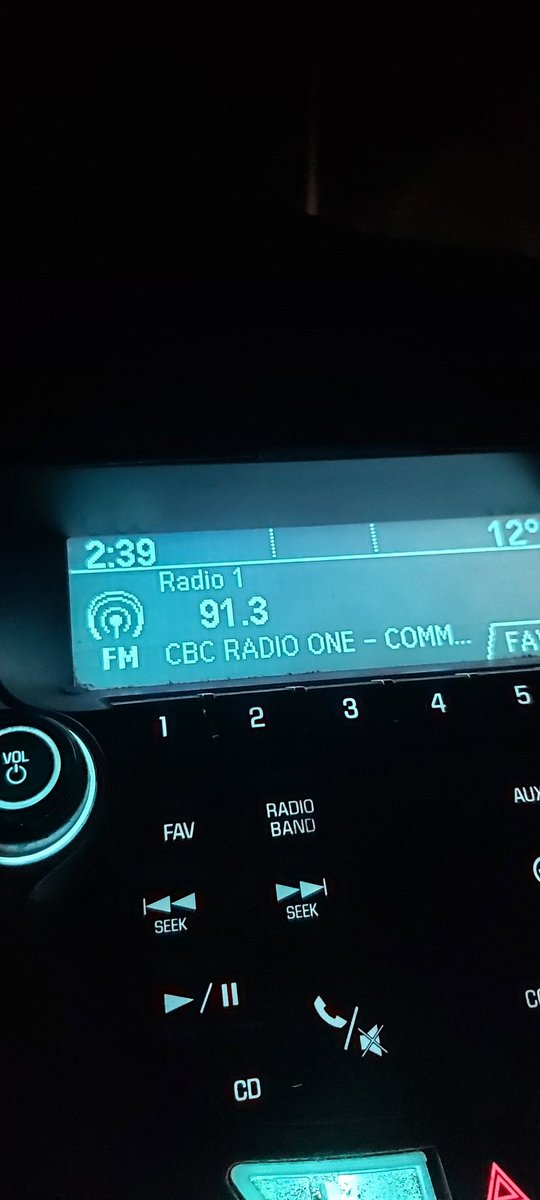 2:39 12°
Radio 1
91.3
FM CBC RADIO ONE - COMM... FAV
1 2 3 4 5
VOL
FAV RADIO BAND AUX
SEEK SEEK
CD